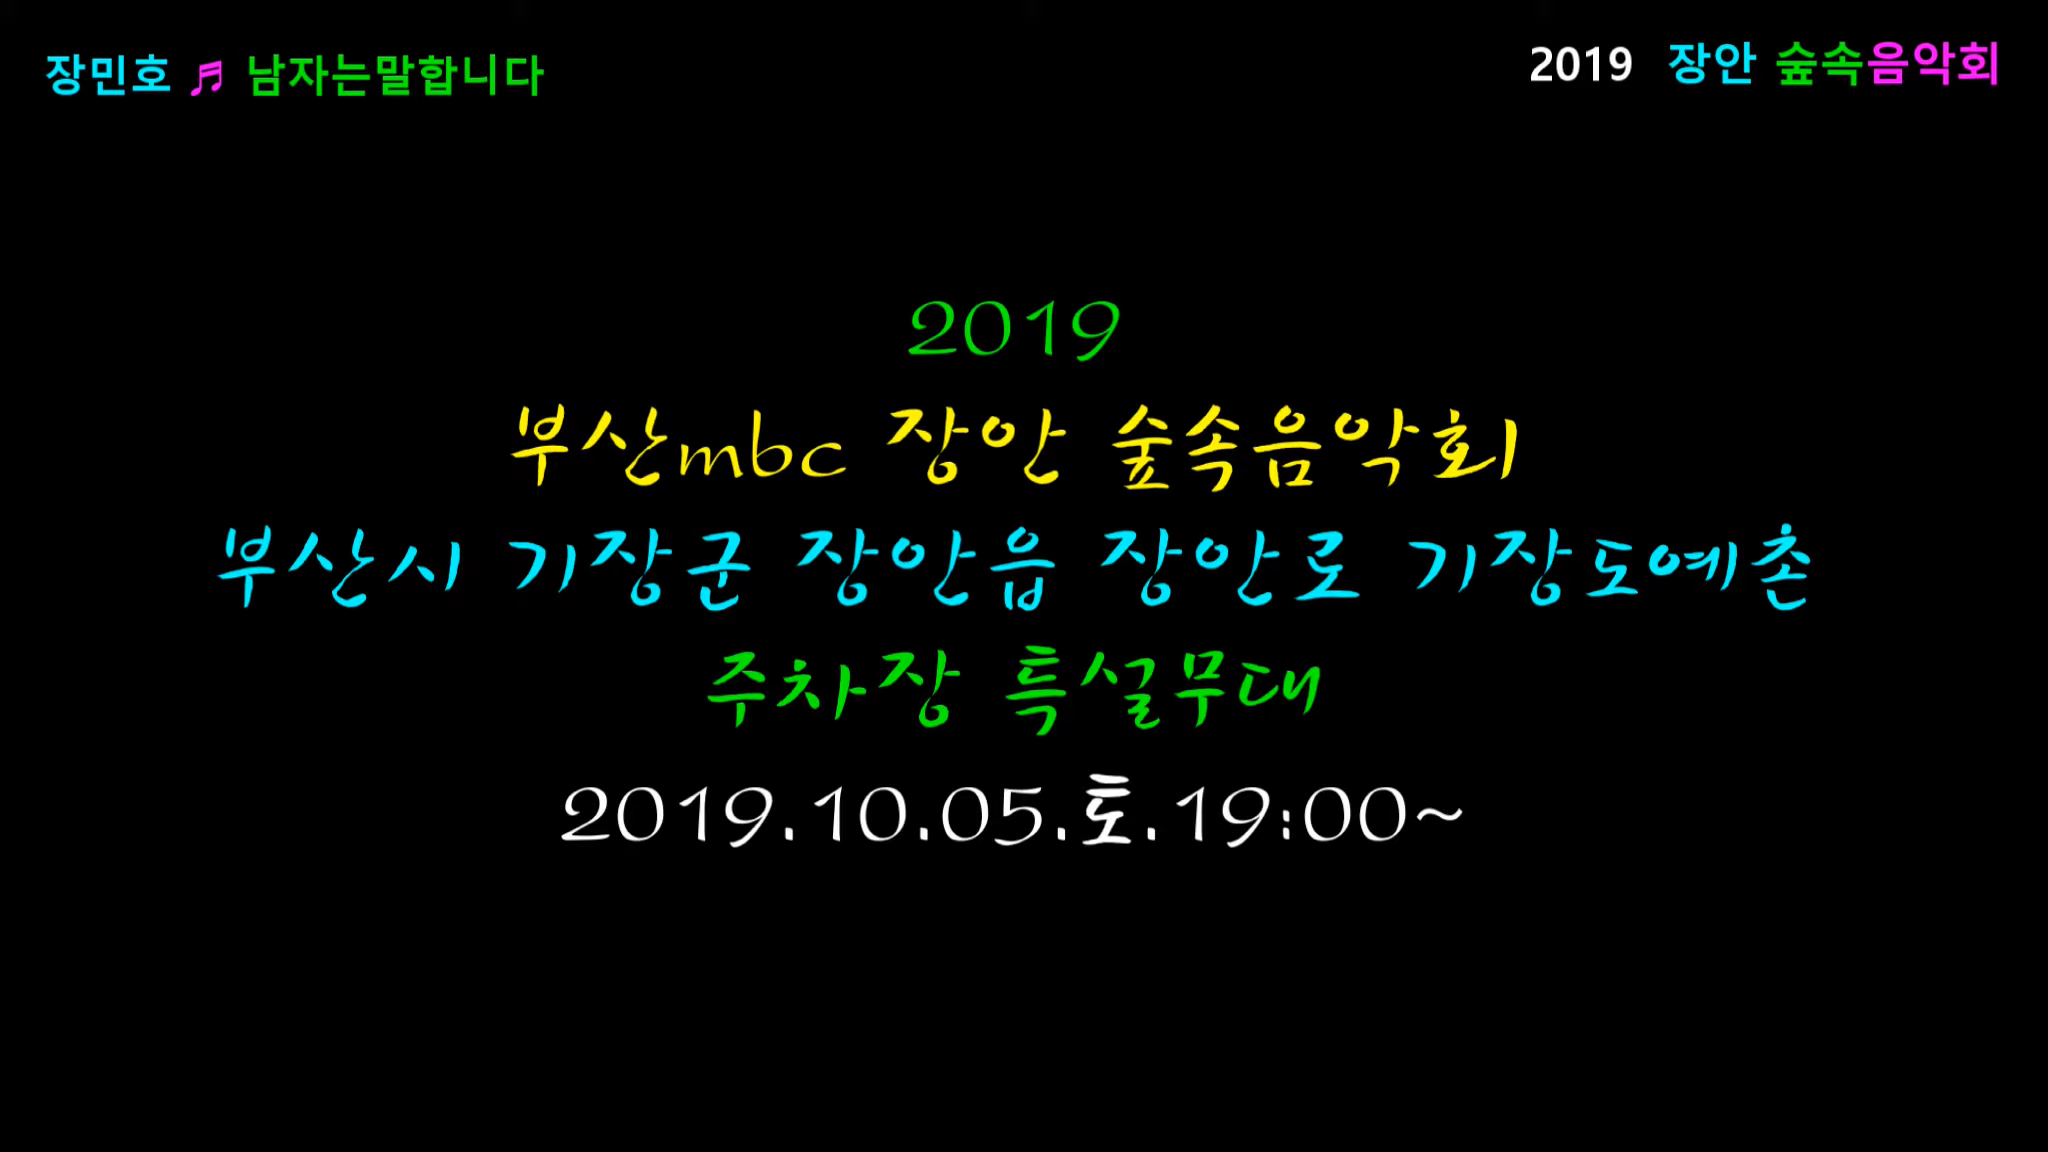 장민호 ♬ 남자는말합니다
2019 장안 숲속음악회
2019
부산mbc 장안 숲속음악회
부산시 기장군 장안읍 장안로 기장도예촌
주차장 특설무대
2019.10.05.토.19:00~